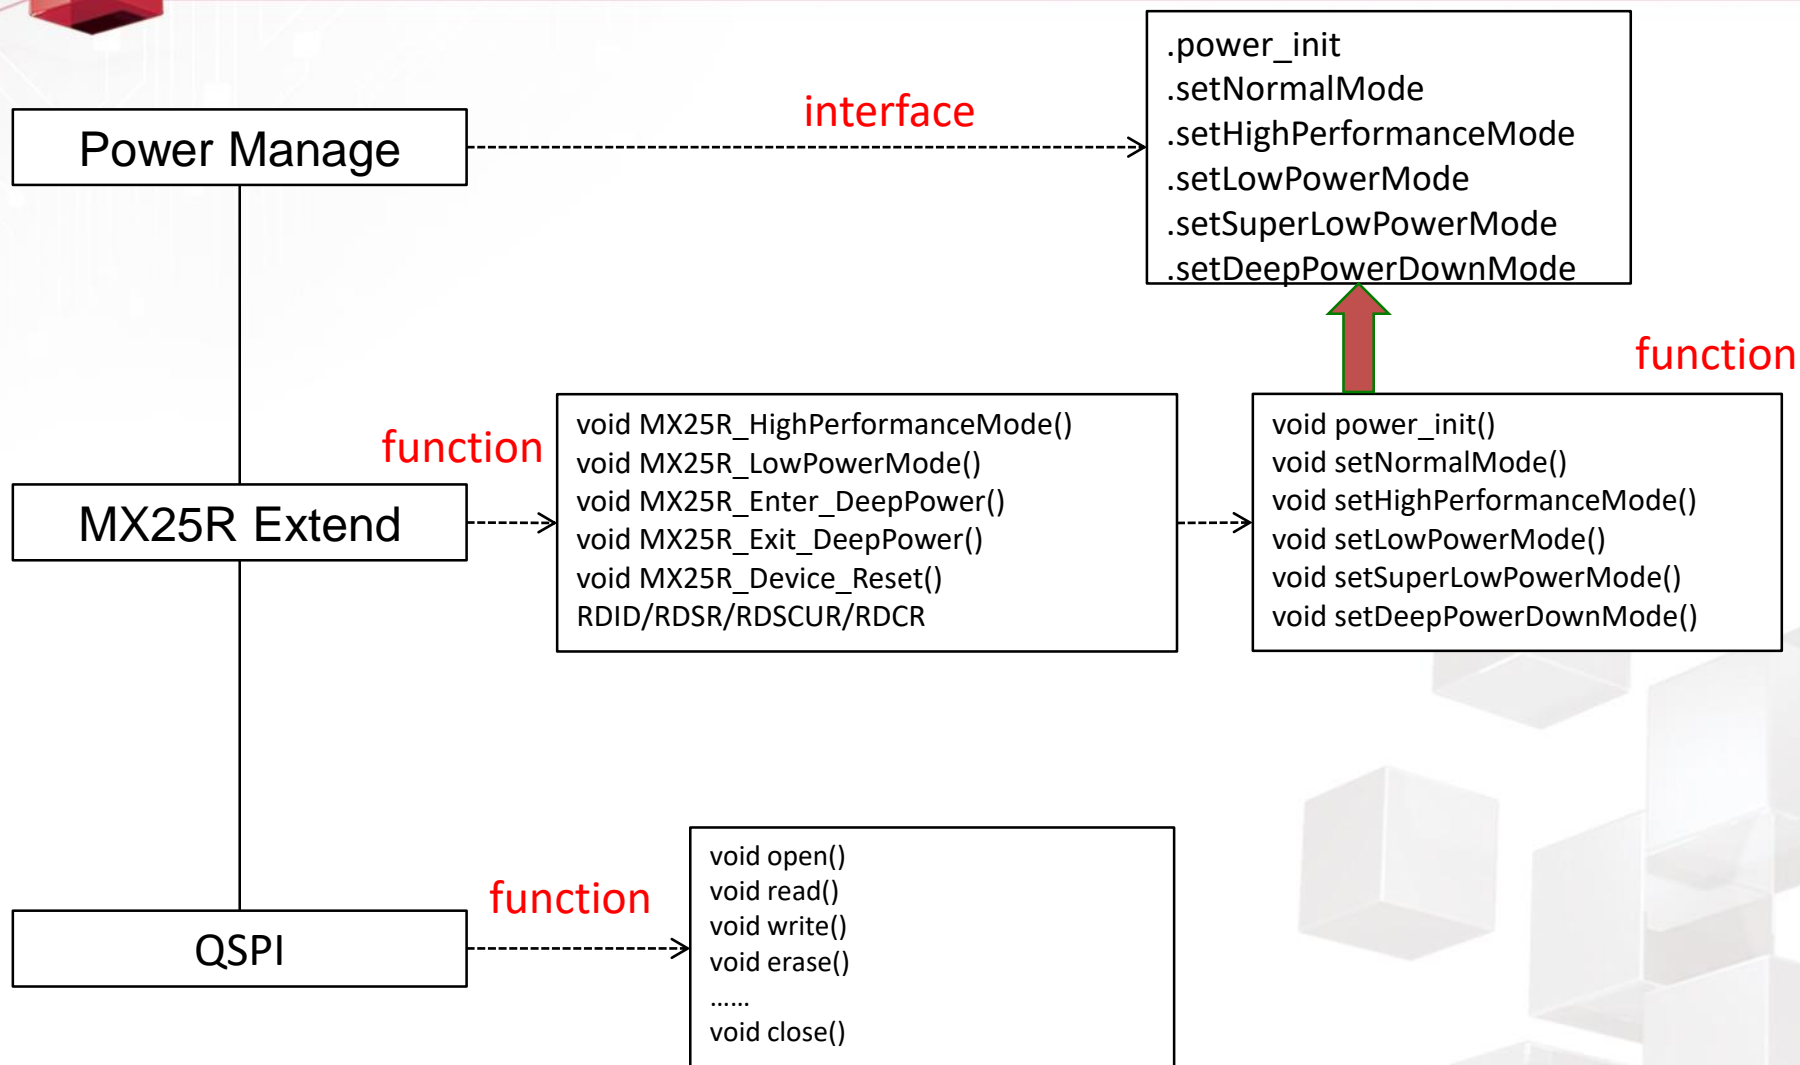 .power_init
.setNormalMode
.setHighPerformanceMode
.setLowPowerMode
.setSuperLowPowerMode
.setDeepPowerDownMode
interface
Power Manage
function
function
void MX25R_HighPerformanceMode()
void MX25R_LowPowerMode()
void MX25R_Enter_DeepPower()
void MX25R_Exit_DeepPower()
void MX25R_Device_Reset()
RDID/RDSR/RDSCUR/RDCR
void power_init()
void setNormalMode()
void setHighPerformanceMode()
void setLowPowerMode()
void setSuperLowPowerMode()
void setDeepPowerDownMode()
MX25R Extend
function
void open()
void read()
void write()
void erase()
......
void close()
QSPI